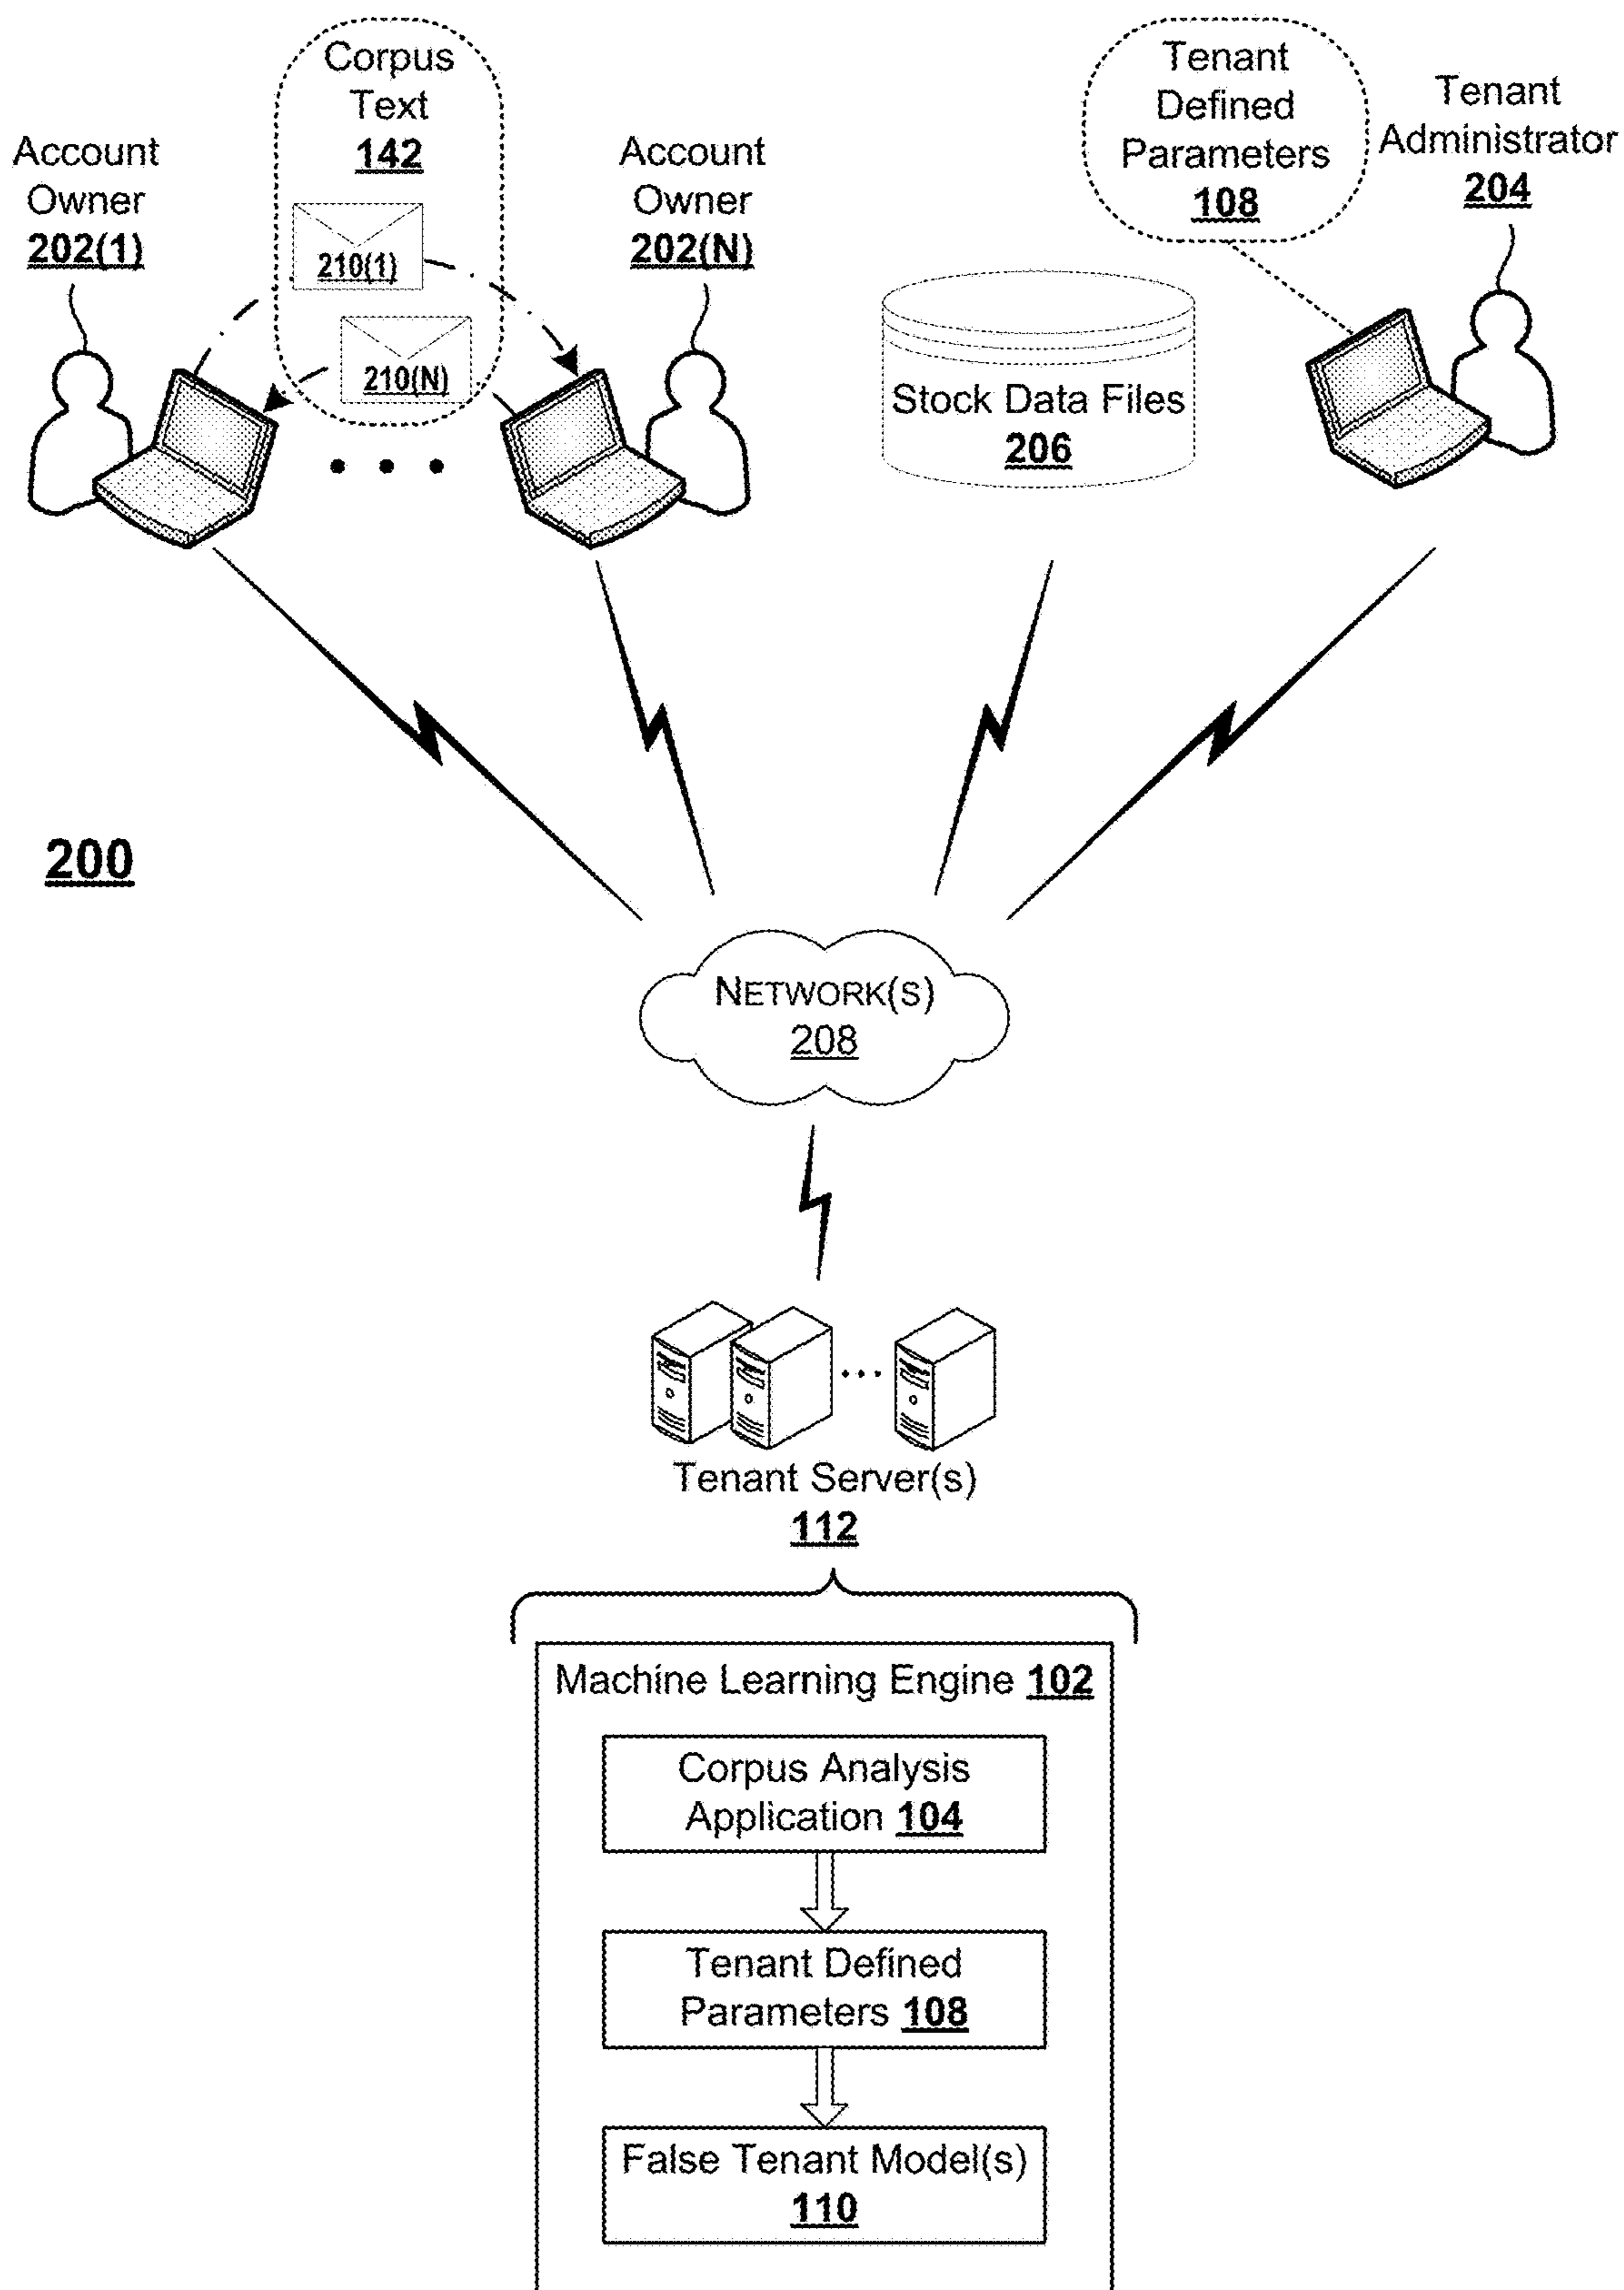 Corpus
Text
142
Account
Owner
202(1)
210(1)
210(N)
Account
Owner
202(N)
Tenant
Defined
Parameters
108
Tenant
Administrator
204
Stock Data Files
206
200
NETWORK(S)
208
Tenant Server(s)
112
Machine Learning Engine 102
Corpus Analysis
Application 104
Tenant Defined
Parameters 108
False Tenant Model(s)
110